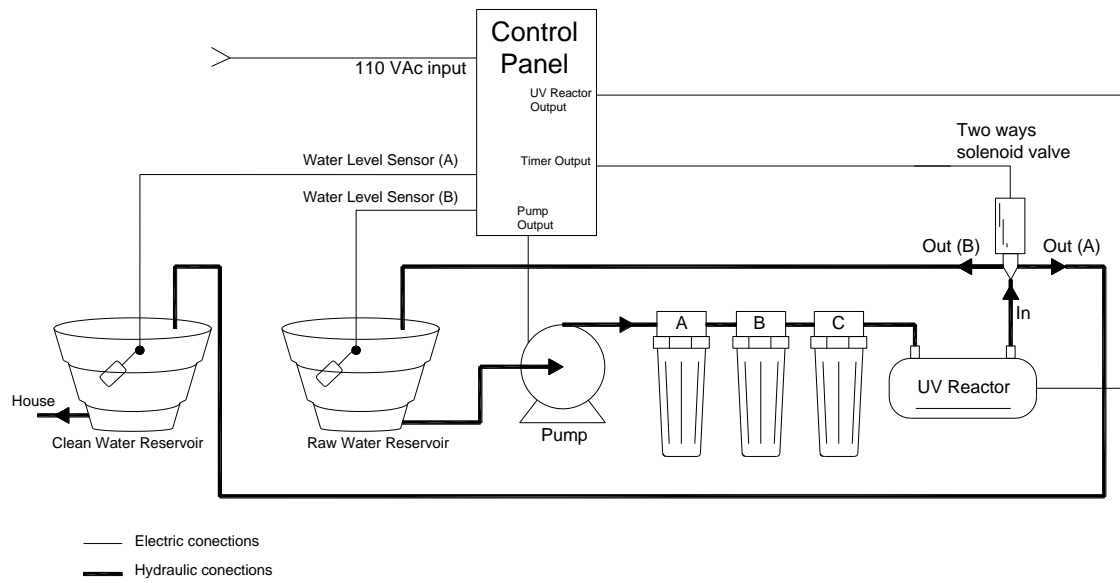 Control
Panel
110 VAc input
UV Reactor
Output
Two ways
solenoid valve
Water Level Sensor (A)
Timer Output
Water Level Sensor (B)
Pump
Output
Out (B)
Out (A)
In
A
B
C
UV Reactor
House
Clean Water Reservoir
Raw Water Reservoir
Pump
Electric conections
Hydraulic conections